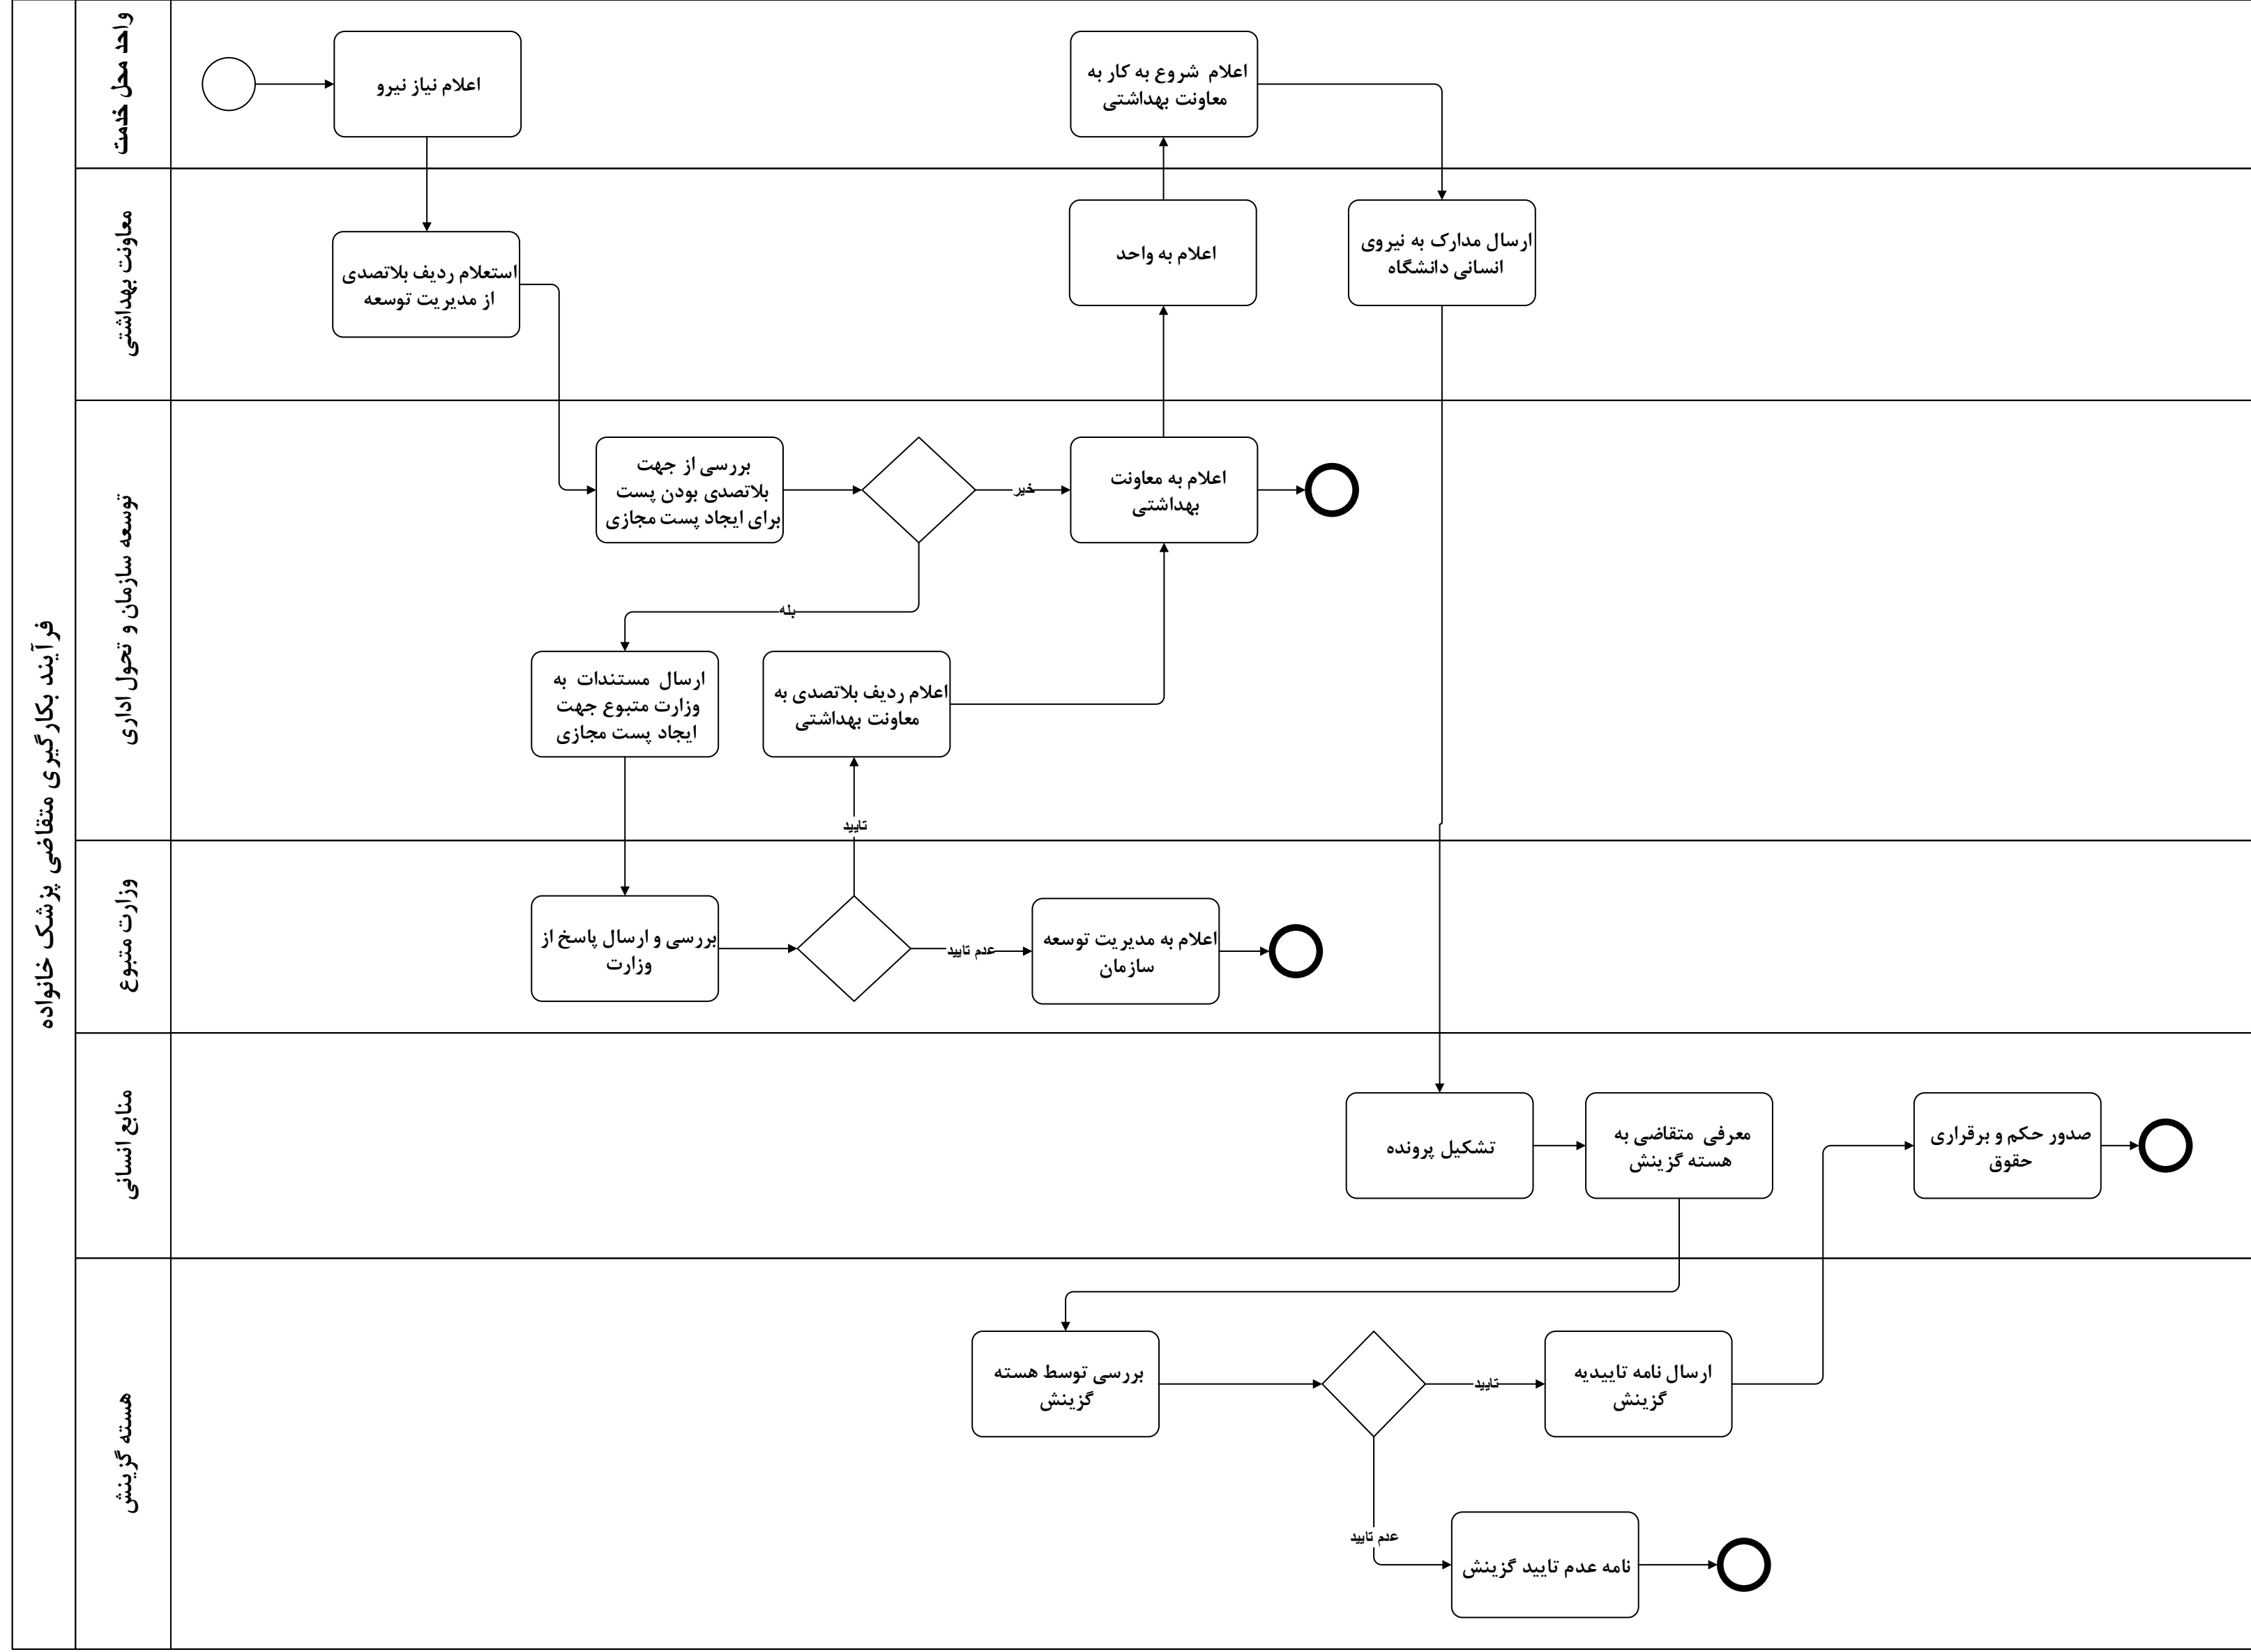 فرآیند بکارگیری متقاضی پزشک خانواده
واحد محل خدمت
اعلام نیاز نیرو
اعلام شروع به کار به
معاونت بهداشتی
معاونت بهداشتی
استعلام ردیف بلاتصدی
از مدیریت توسعه
اعلام به واحد
ارسال مدارک به نیروی
انسانی دانشگاه
توسعه سازمان و تحول اداری
بررسی از جهت
بلاتصدی بودن پست
برای ایجاد پست مجازی
خیر
اعلام به معاونت
بهداشتی
بله
ارسال مستندات به
وزارت متبوع جهت
ایجاد پست مجازی
اعلام ردیف بلاتصدی به
معاونت بهداشتی
تایید
وزارت متبوع
بررسی و ارسال پاسخ از
وزارت
عدم تایید
اعلام به مدیریت توسعه
سازمان
منابع انسانی
تشکیل پرونده
معرفی متقاضی به
هسته گزینش
صدور حکم و برقراری
حقوق
هسته گزینش
بررسی توسط هسته
گزینش
تایید
ارسال نامه تاییدیه
گزینش
عدم تایید
نامه عدم تایید گزینش